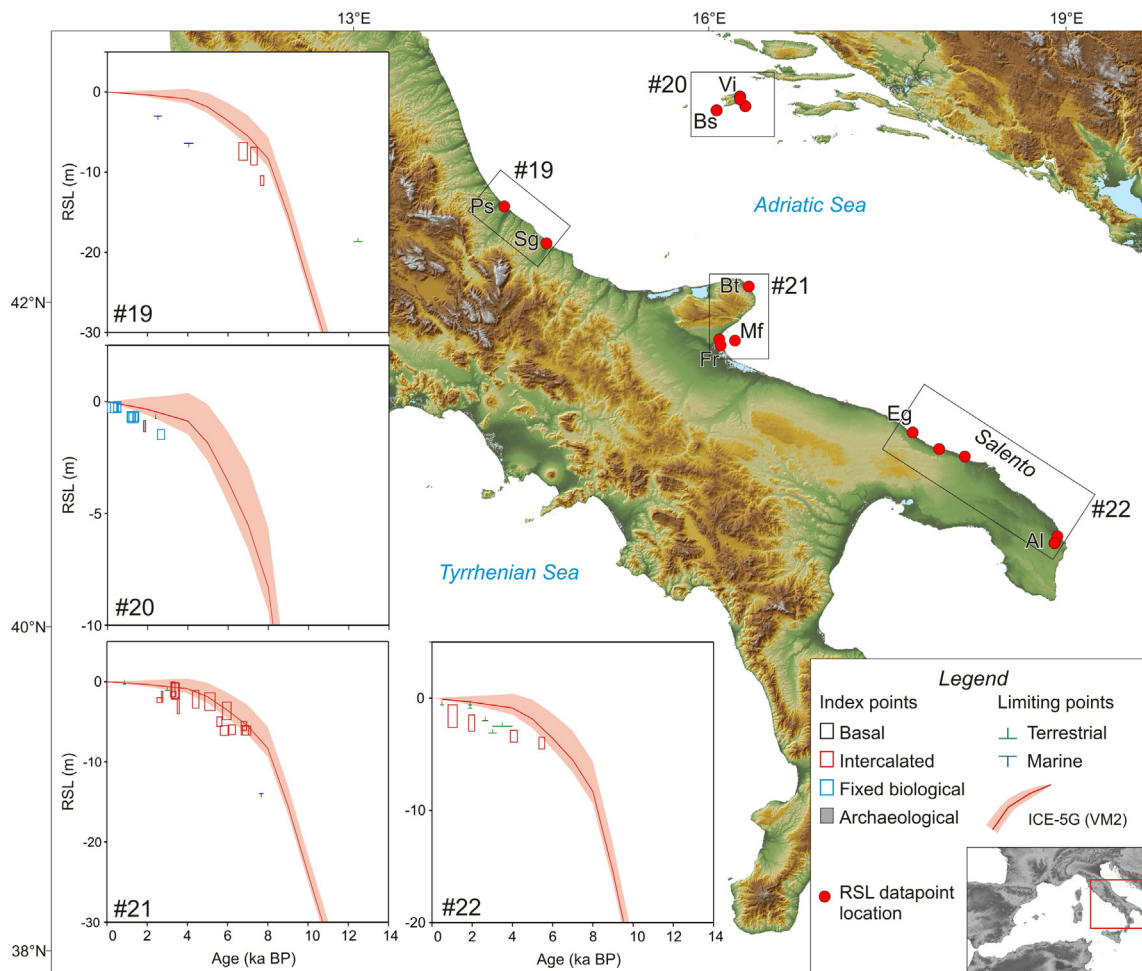 13°E
16°E
19°E
42°N
40°N
38°N
0
-10
-20
-30
RSL (m)
#19
0
-5
-10
RSL (m)
#20
0
-10
-20
-30
RSL (m)
#21
0 2 4 6 8 10 12 14
Age (ka BP)
0
-10
-20
#22
0 2 4 6 8 10 12 14
Age (ka BP)
#20
Vi
Bs
#19
Ps
Sg
Adriatic Sea
Bt
#21
Mf
Fr
Eg
Salento
#22
Al
Tyrrhenian Sea
Legend
Index points
Limiting points
Basal
Terrestrial
Intercalated
Marine
Fixed biological
Archaeological
ICE-5G (VM2)
RSL datapoint
location